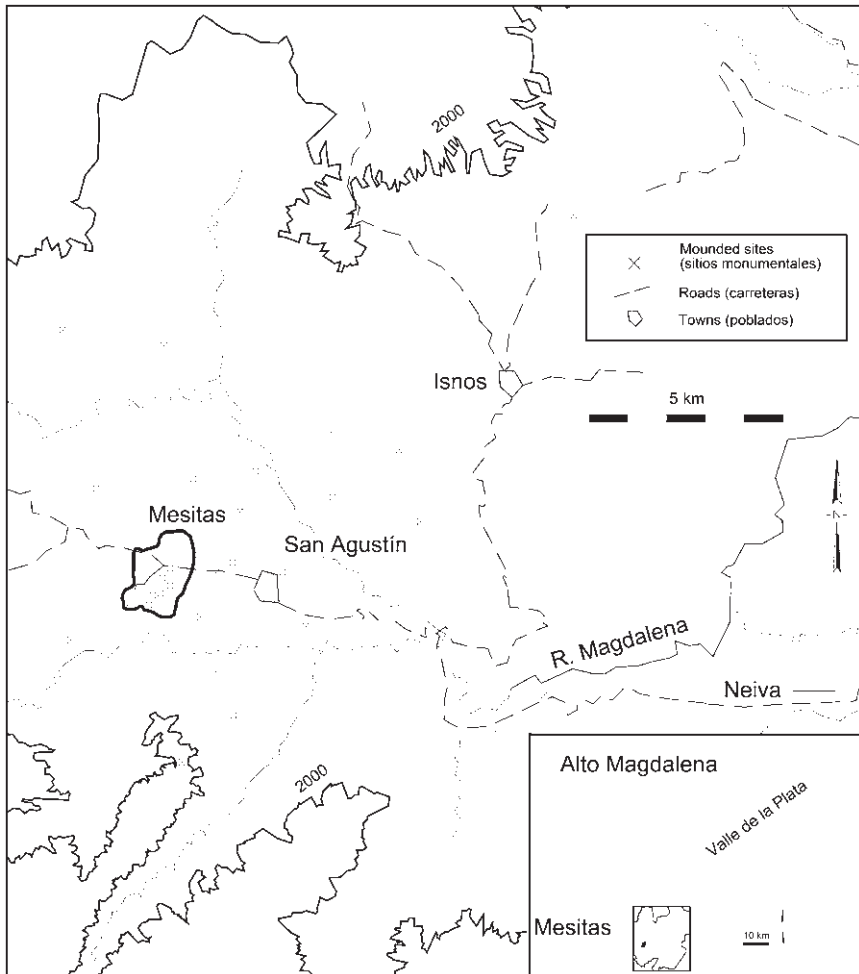 2000
Mounded sites
(sitios monumentales)
Roads (carreteras)
Towns (poblados)
Isnos
5 km
Mesitas
San Agustín
N
R. Magdalena
Neiva
2000
Alto Magdalena
Valle de la Plata
Mesitas
10 km